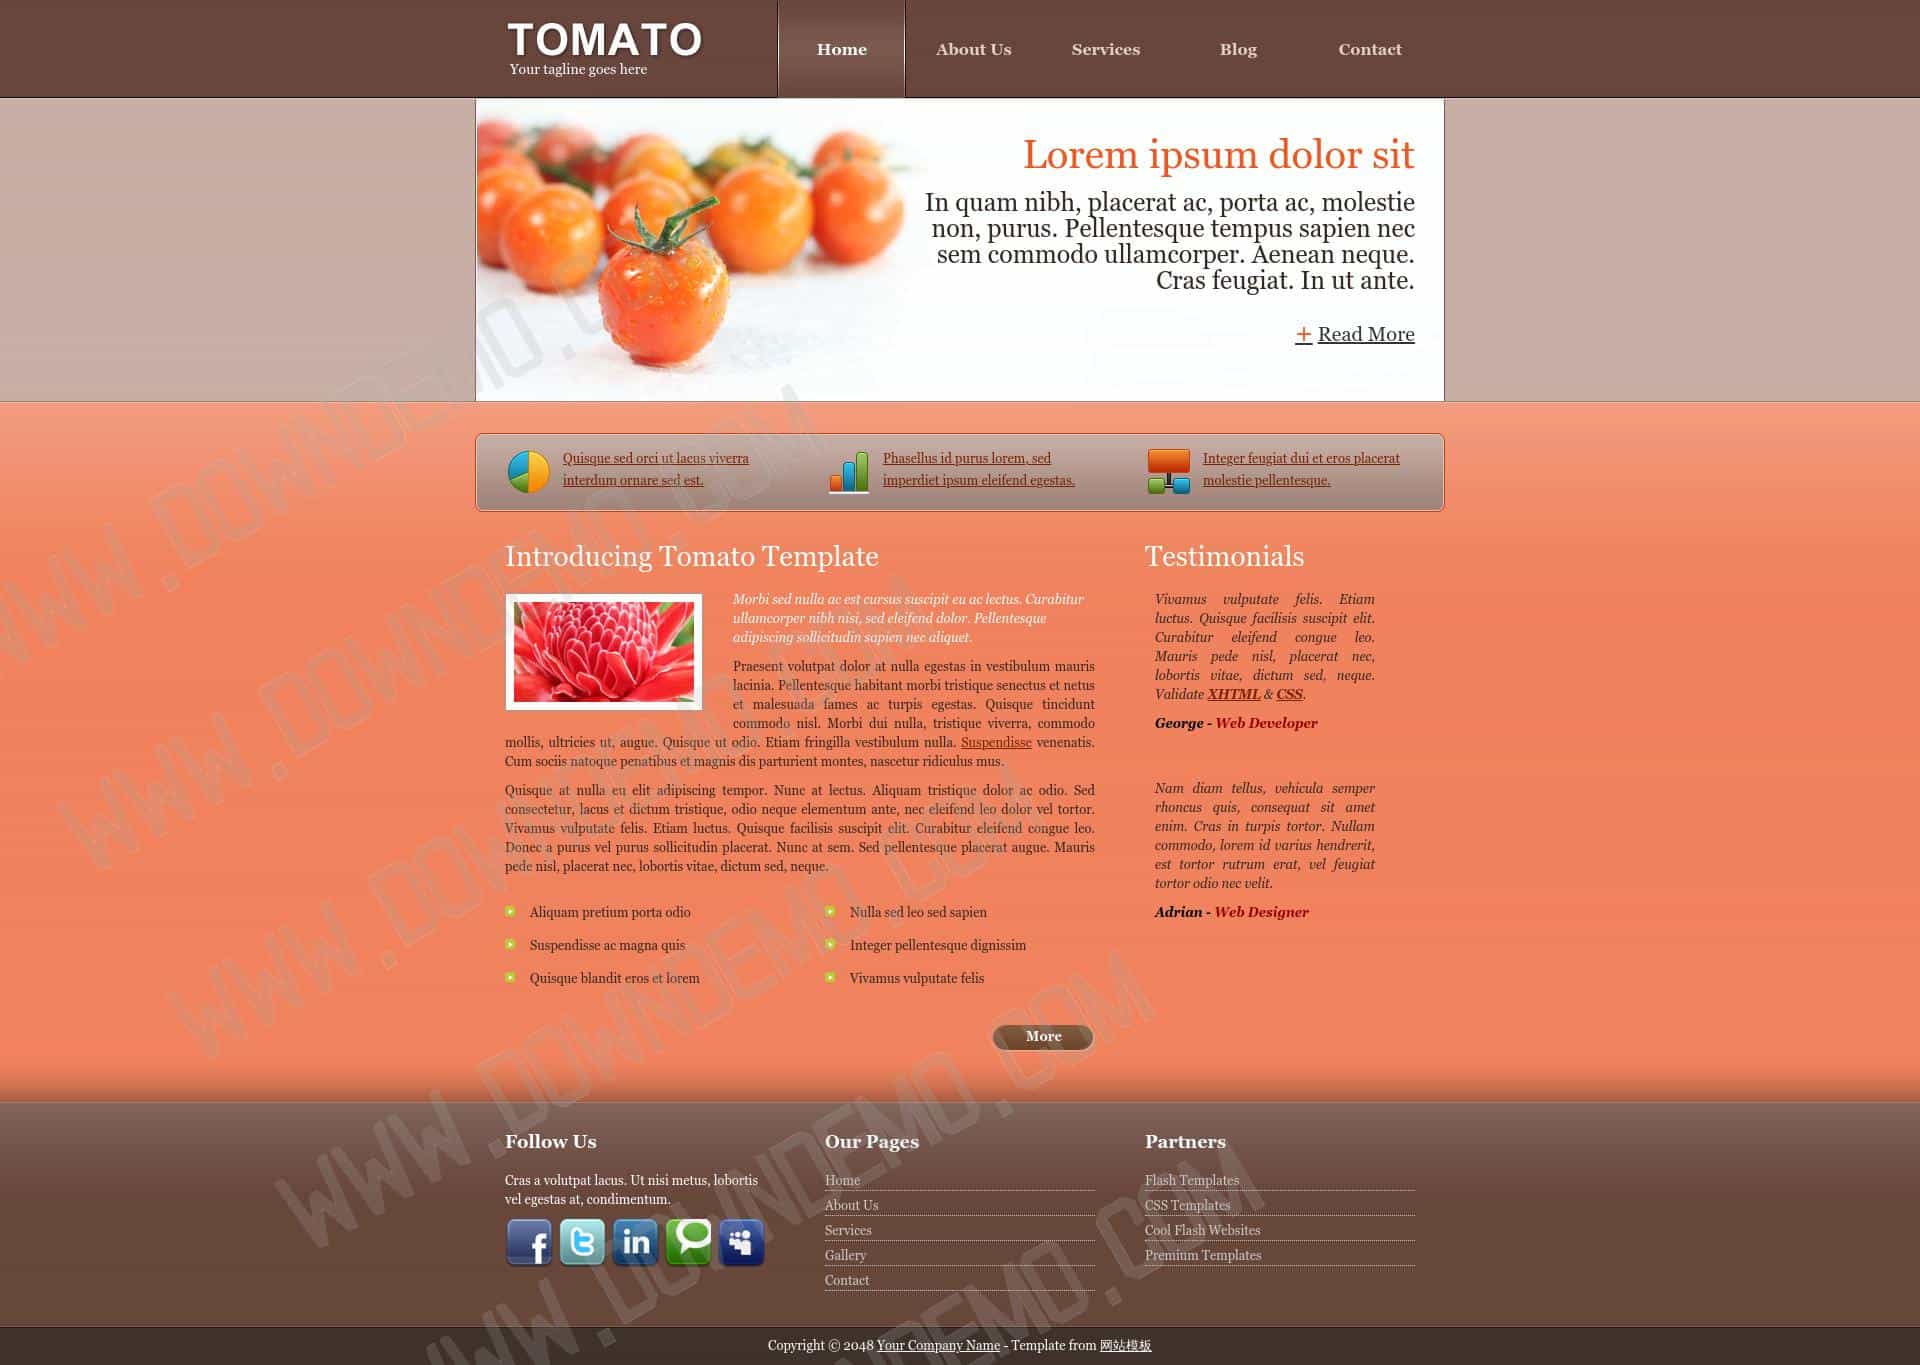 TOMATO
Your tagline goes here
Home
About Us
Services
Blog
Contact
Lorem ipsum dolor sit
In quam nibh, placerat ac, porta ac, molestie
non, purus. Pellentesque tempus sapien nec
sem commodo ullamcorper. Aenean neque.
Cras feugiat. In ut ante.
+ Read More
Quisque sed orci ut lacus viverra
interdum ornare sed est.
Phasellus id purus lorem, sed
imperdiet ipsum eleifend egestas.
Integer feugiat dui et eros placerat
molestie pellentesque.
Introducing Tomato Template
Morbi sed nulla ac est cursus suscipit eu ac lectus. Curabitur
ullamcorper nibh nisi, sed eleifend dolor. Pellentesque
adipiscing sollicitudin sapien nec aliquet.
Praesent volutpat dolor at nulla egestas in vestibulum mauris
lacinia. Pellentesque habitant morbi tristique senectus et netus
et malesuada fames ac turpis egestas. Quisque tincidunt
commodo nisl. Morbi dui nulla, tristique viverra, commodo
mollis, ultricies ut, augue. Quisque ut odio. Etiam fringilla vestibulum nulla. Suspendisse venenatis.
Cum sociis natoque penatibus et magnis dis parturient montes, nascetur ridiculus mus.
Quisque at nulla eu elit adipiscing tempor. Nunc at lectus. Aliquam tristique dolor ac odio. Sed
consectetur, lacus et dictum tristique, odio neque elementum ante, nec eleifend leo dolor vel tortor.
Vivamus vulputate felis. Etiam luctus. Quisque facilisis suscipit elit. Curabitur eleifend congue leo.
Donec a purus vel purus sollicitudin placerat. Nunc at sem. Sed pellentesque placerat augue. Mauris
pede nisl, placerat nec, lobortis vitae, dictum sed, neque.
Aliquam pretium porta odio
Suspendisse ac magna quis
Quisque blandit eros et lorem
Nulla sed leo sed sapien
Integer pellentesque dignissim
Vivamus vulputate felis
More
Testimonials
Vivamus vulputate felis. Etiam
luctus. Quisque facilisis suscipit elit.
Curabitur eleifend congue leo.
Mauris pede nisl, placerat nec,
lobortis vitae, dictum sed, neque.
Validate XHTML & CSS.
George - Web Developer
Nam diam tellus, vehicula semper
rhoncus quis, consequat sit amet
enim. Cras in turpis tortor. Nullam
commodo, lorem id varius hendrerit,
est tortor rutrum erat, vel feugiat
tortor odio nec velit.
Adrian - Web Designer
Follow Us
Cras a volutpat lacus. Ut nisi metus, lobortis
vel egestas at, condimentum.
Our Pages
Home
About Us
Services
Gallery
Contact
Partners
Flash Templates
CSS Templates
Cool Flash Websites
Premium Templates
Copyright © 2048 Your Company Name - Template from 网站模板
WWW.DOWNDEMO.COM
WWW.DOWNDEMO.COM
WWW.DOWNDEMO.COM
WWW.DOWNDEMO.COM
WWW.DOWNDEMO.COM